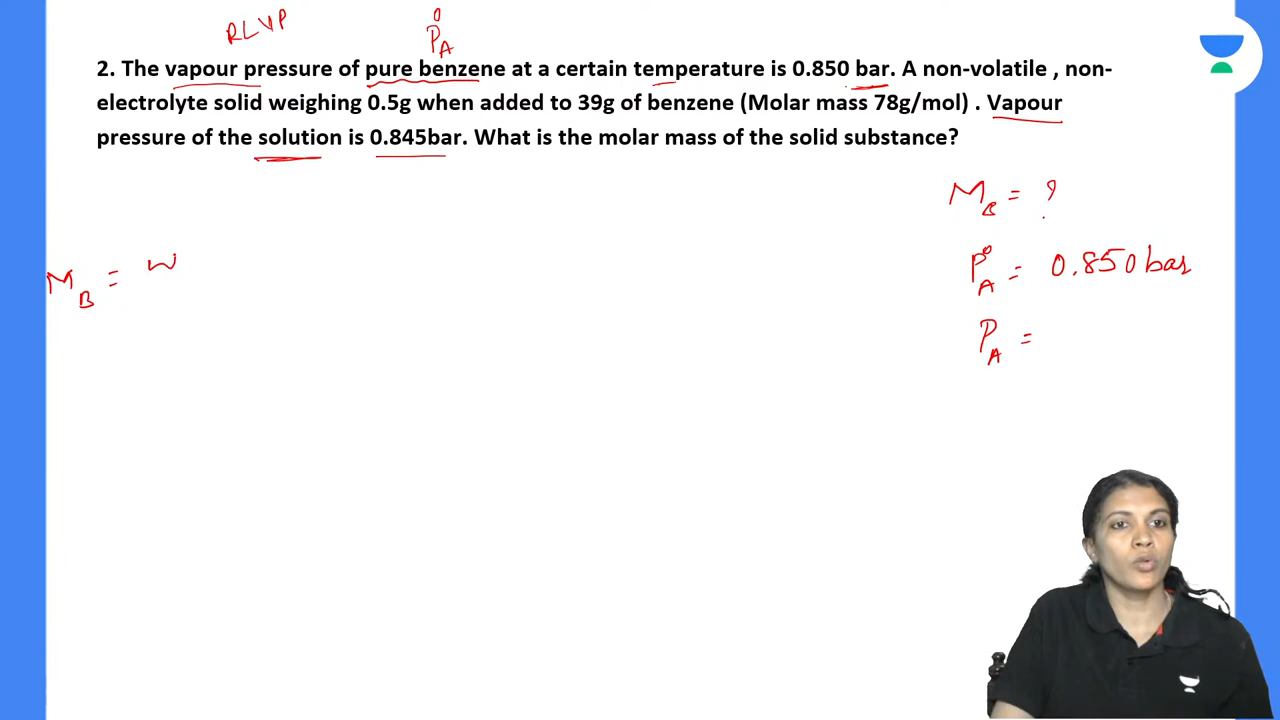 RLVP
P°A
2. The vapour pressure of pure benzene at a certain temperature is 0.850 bar. A non-volatile , non-
electrolyte solid weighing 0.5g when added to 39g of benzene (Molar mass 78g/mol) . Vapour
pressure of the solution is 0.845bar. What is the molar mass of the solid substance?
MB = ?
P°A = 0.850 bar
MB = w
PA =